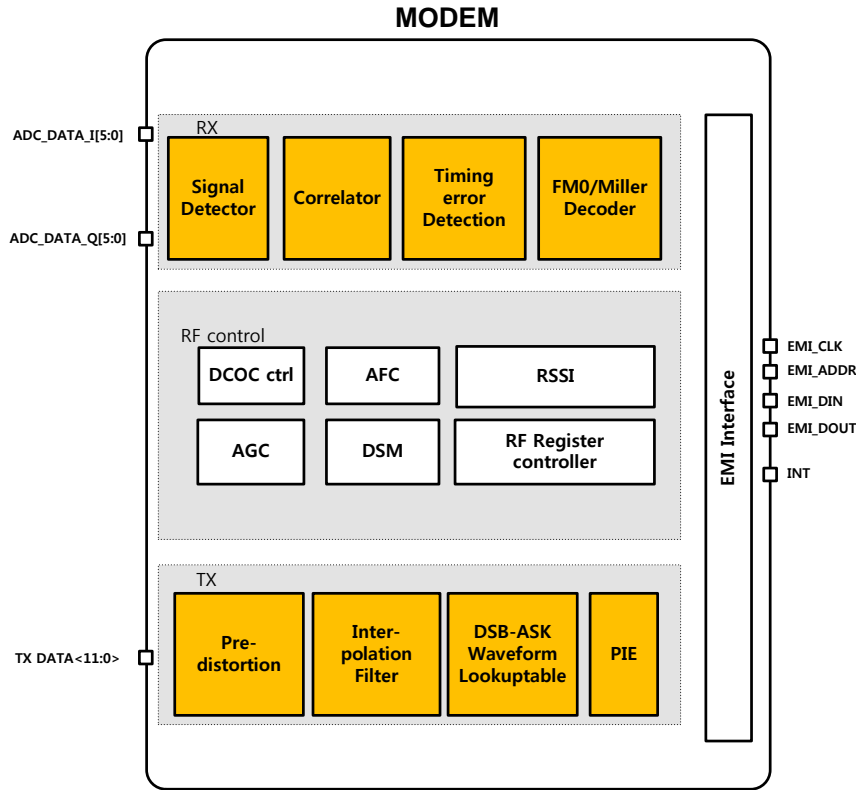 MODEM
ADC_DATA_I[5:0]
ADC_DATA_Q[5:0]
RX
Signal
Detector
Correlator
Timing
error
Detection
FM0/Miller
Decoder
RF control
DCOC ctrl
AFC
RSSI
AGC
DSM
RF Register
controller
TX
TX DATA<11:0>
Pre-
distortion
Inter-
polation
Filter
DSB-ASK
Waveform
Lookuptable
PIE
EMI Interface
EMI_CLK
EMI_ADDR
EMI_DIN
EMI_DOUT
INT